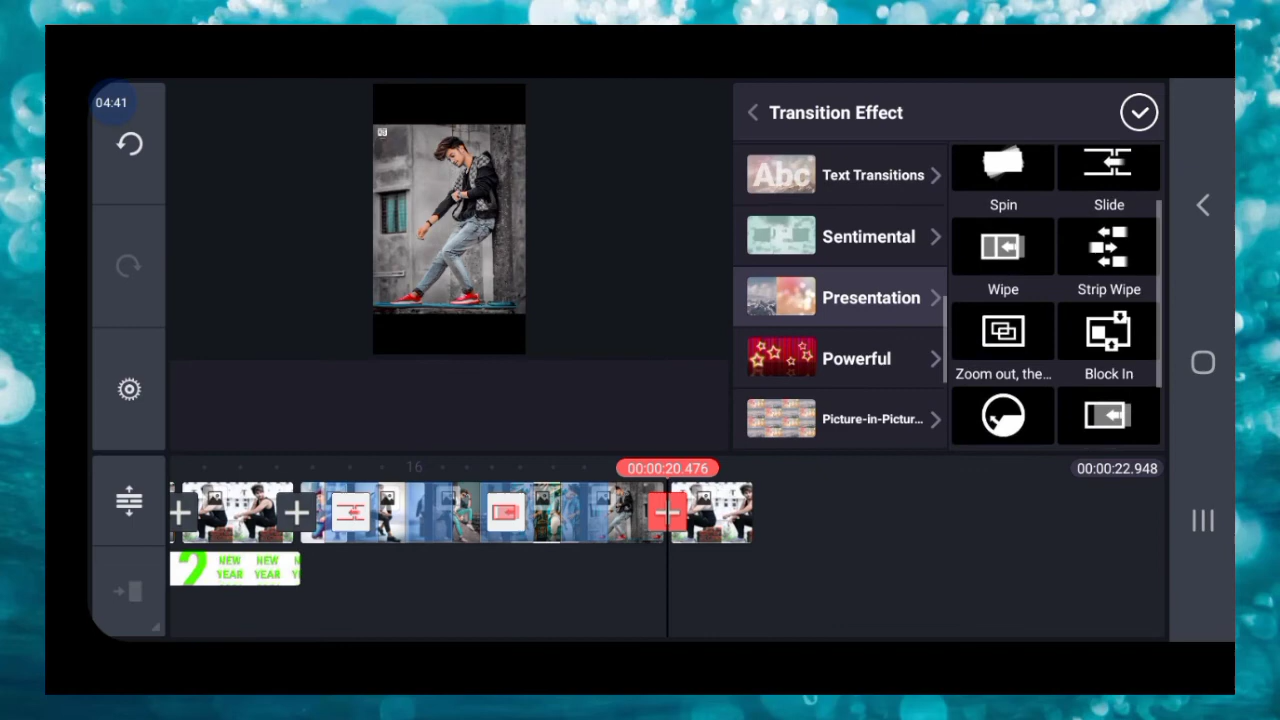 04:41
Transition Effect
Abc
Text Transitions
Sentimental
Presentation
Powerful
Picture-in-Pictur...
Spin
Slide
Wipe
Strip Wipe
Zoom out, the...
Block In
16
00:00:20.476
00:00:22.948
2
NEW NEW N
YEAR YEAR Y